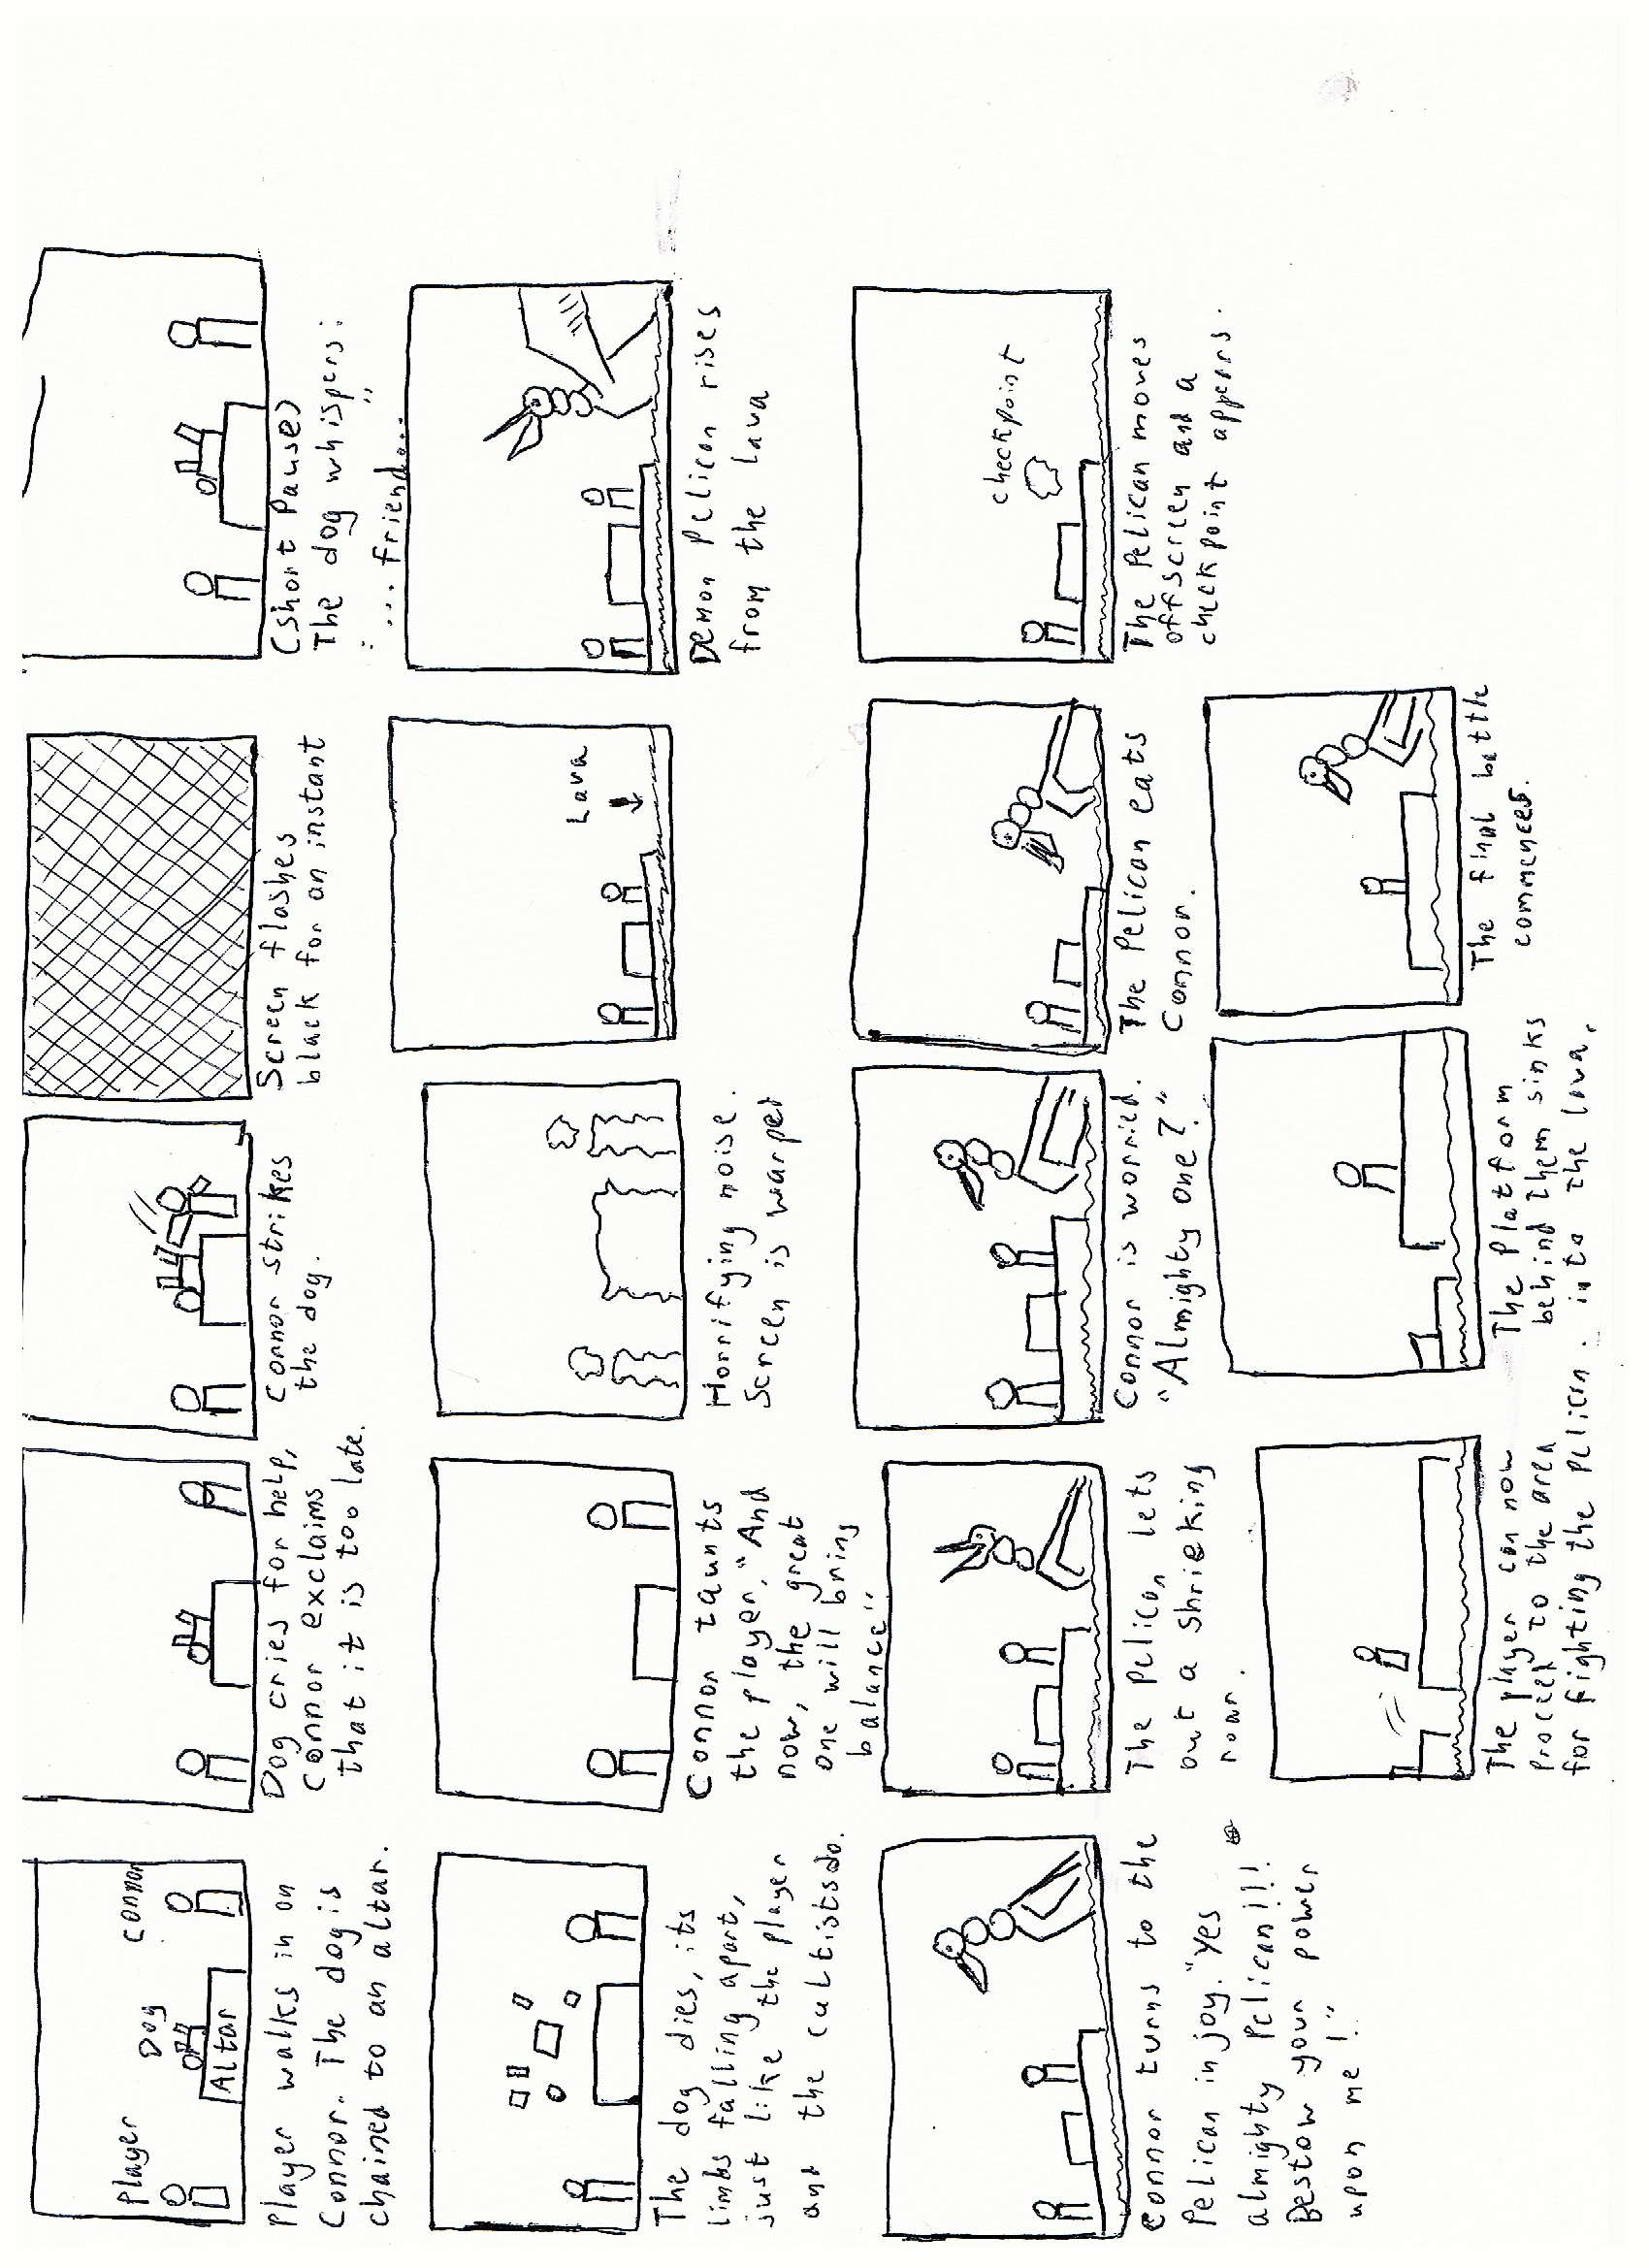 Player
Dog
Connor
Altar
Player walks in on
Connor. The dog is
chained to an altar.
Dog cries for help,
Connor exclaims
that it is too late.
Connor strikes
the dog.
Screen flashes
black for an instant
(short Pause)
The dog whispers:
"....friend..."
The dog dies, its
limbs falling apart,
just like the player
and the cultists do.
Connor taunts
the player. "And
now, the great
one will bring
balance"
Horrifying noise.
Screen is warped
Lava
Demon Pelican rises
from the lava
Connor turns to the
Pelican in joy. "Yes
almighty Pelican!!!
Bestow your power
upon me!"
The Pelican lets
out a shrieking
roar.
Connor is worried.
"Almighty one?"
The Pelican eats
Connor.
checkpoint
The Pelican moves
offscreen and a
checkpoint appers.
The player can now
proceed to the area
for fighting the Pelican.
The Platform
behind them sinks
into the lava.
The final battle
commences.